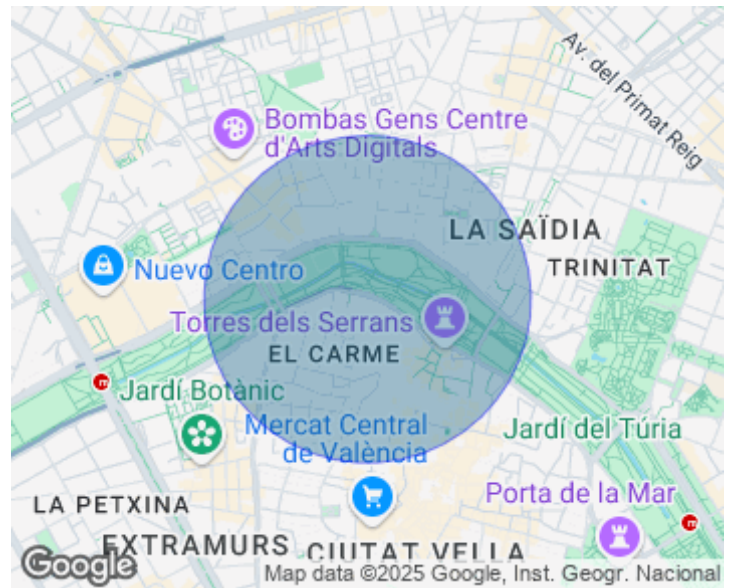 Av. del Primat Reig
Bombas Gens Centre
d'Arts Digitals
LA SAÏDIA
TRINITAT
Nuevo Centro
Torres dels Serrans
EL CARME
Jardí Botànic
Mercat Central
de València
Jardí del Túria
LA PETXINA
Porta de la Mar
EXTRAMURS
CIUTAT VELLA
Google
Map data ©2025 Google, Inst. Geogr. Nacional